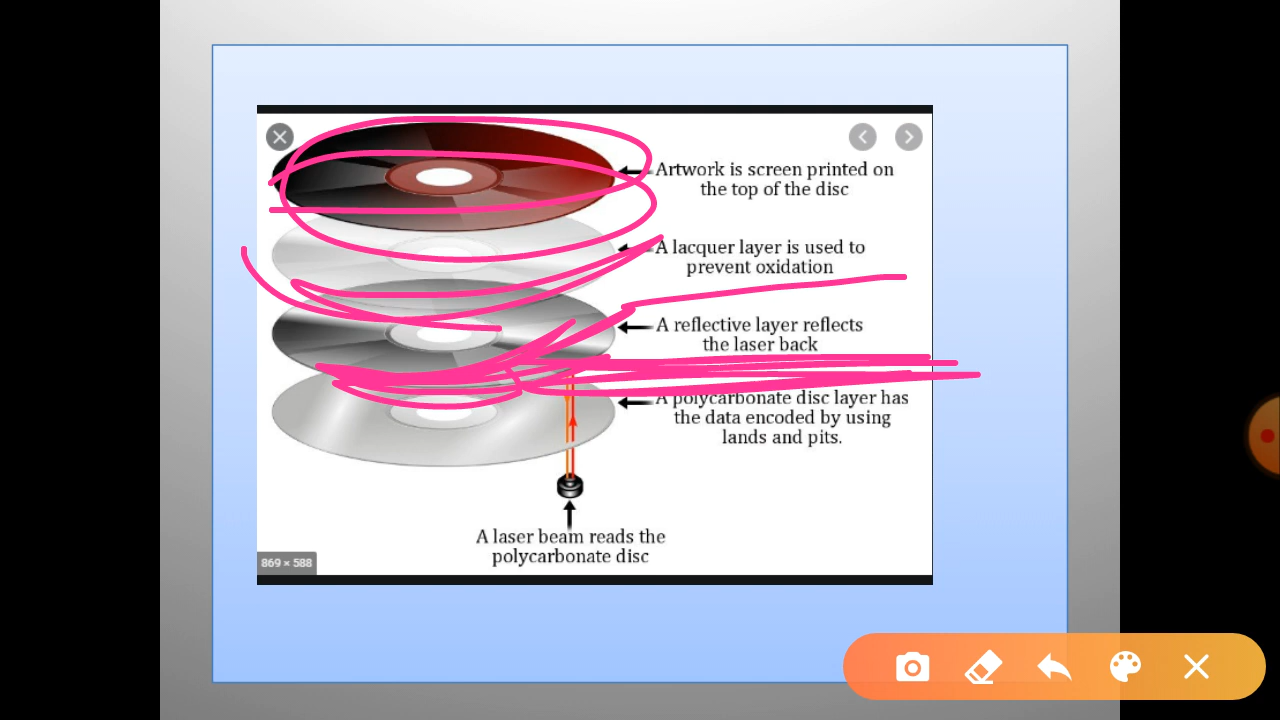 Artwork is screen printed on
the top of the disc
A lacquer layer is used to
prevent oxidation
A reflective layer reflects
the laser back
A polycarbonate disc layer has
the data encoded by using
lands and pits.
A laser beam reads the
polycarbonate disc
869 × 588